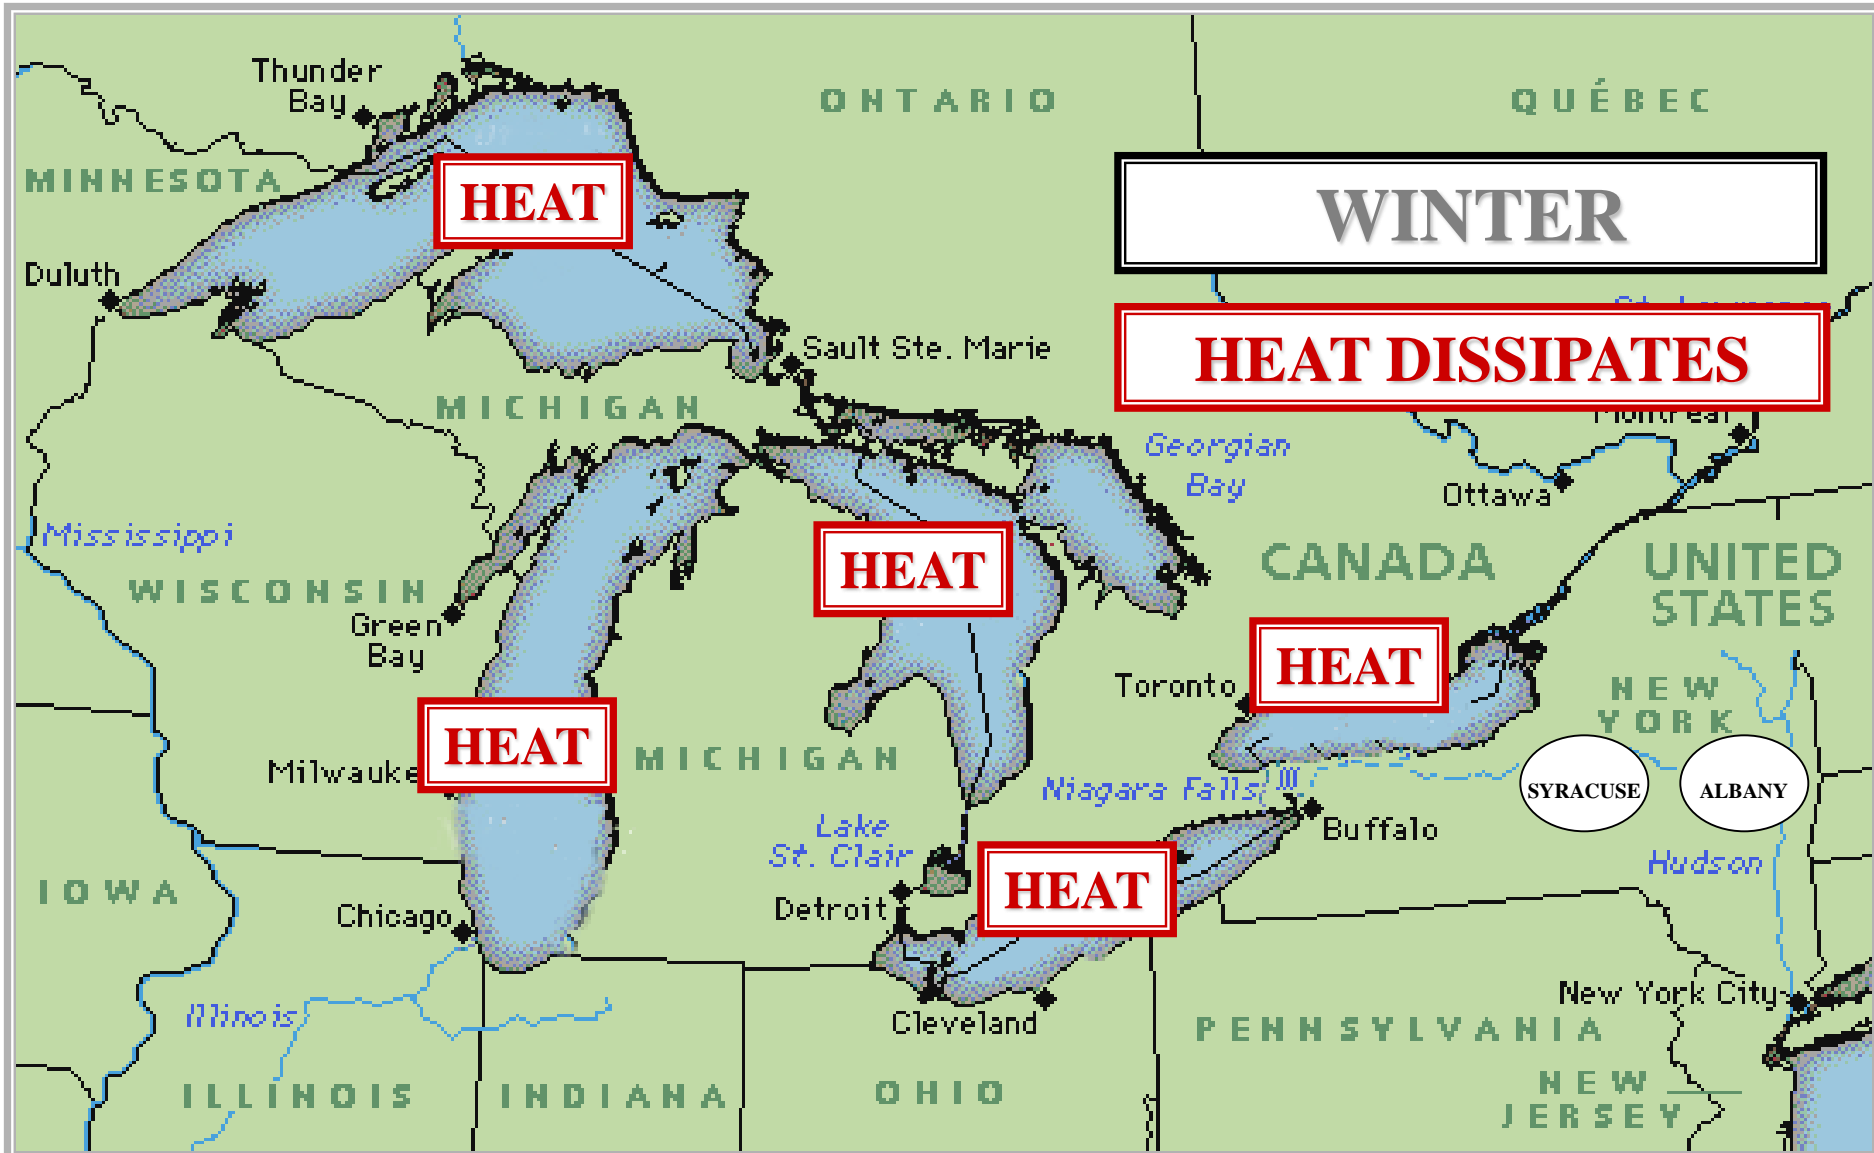 Thunder
Bay
ONTARIO
QUÉBEC
MINNESOTA
HEAT
WINTER
Duluth
HEAT DISSIPATES
Sault Ste. Marie
MICHIGAN
Montreal
Georgian
Bay
Ottawa
Mississippi
HEAT
CANADA
UNITED
STATES
WISCONSIN
Green
Bay
HEAT
Toronto
NEW
YORK
HEAT
MICHIGAN
Milwauke
Niagara Falls
SYRACUSE
ALBANY
Lake
St. Clair
Buffalo
Hudson
IOWA
HEAT
Chicago
Detroit
New York City
Illinois
Cleveland
PENNSYLVANIA
ILLINOIS
INDIANA
OHIO
NEW
JERSEY